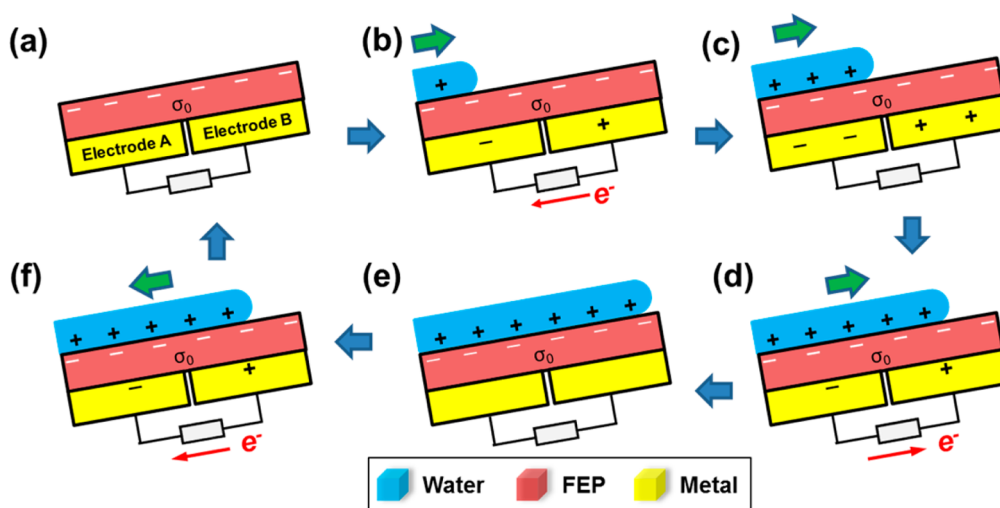 (a)
σ0
Electrode A
Electrode B
(b)
+
σ0
− +
e-
(c)
+ + +
σ0
− − + +
(f)
+ + + + +
σ0
− +
e-
(e)
+ + + + + +
σ0
(d)
+ + + + +
σ0
− +
e-
Water FEP Metal